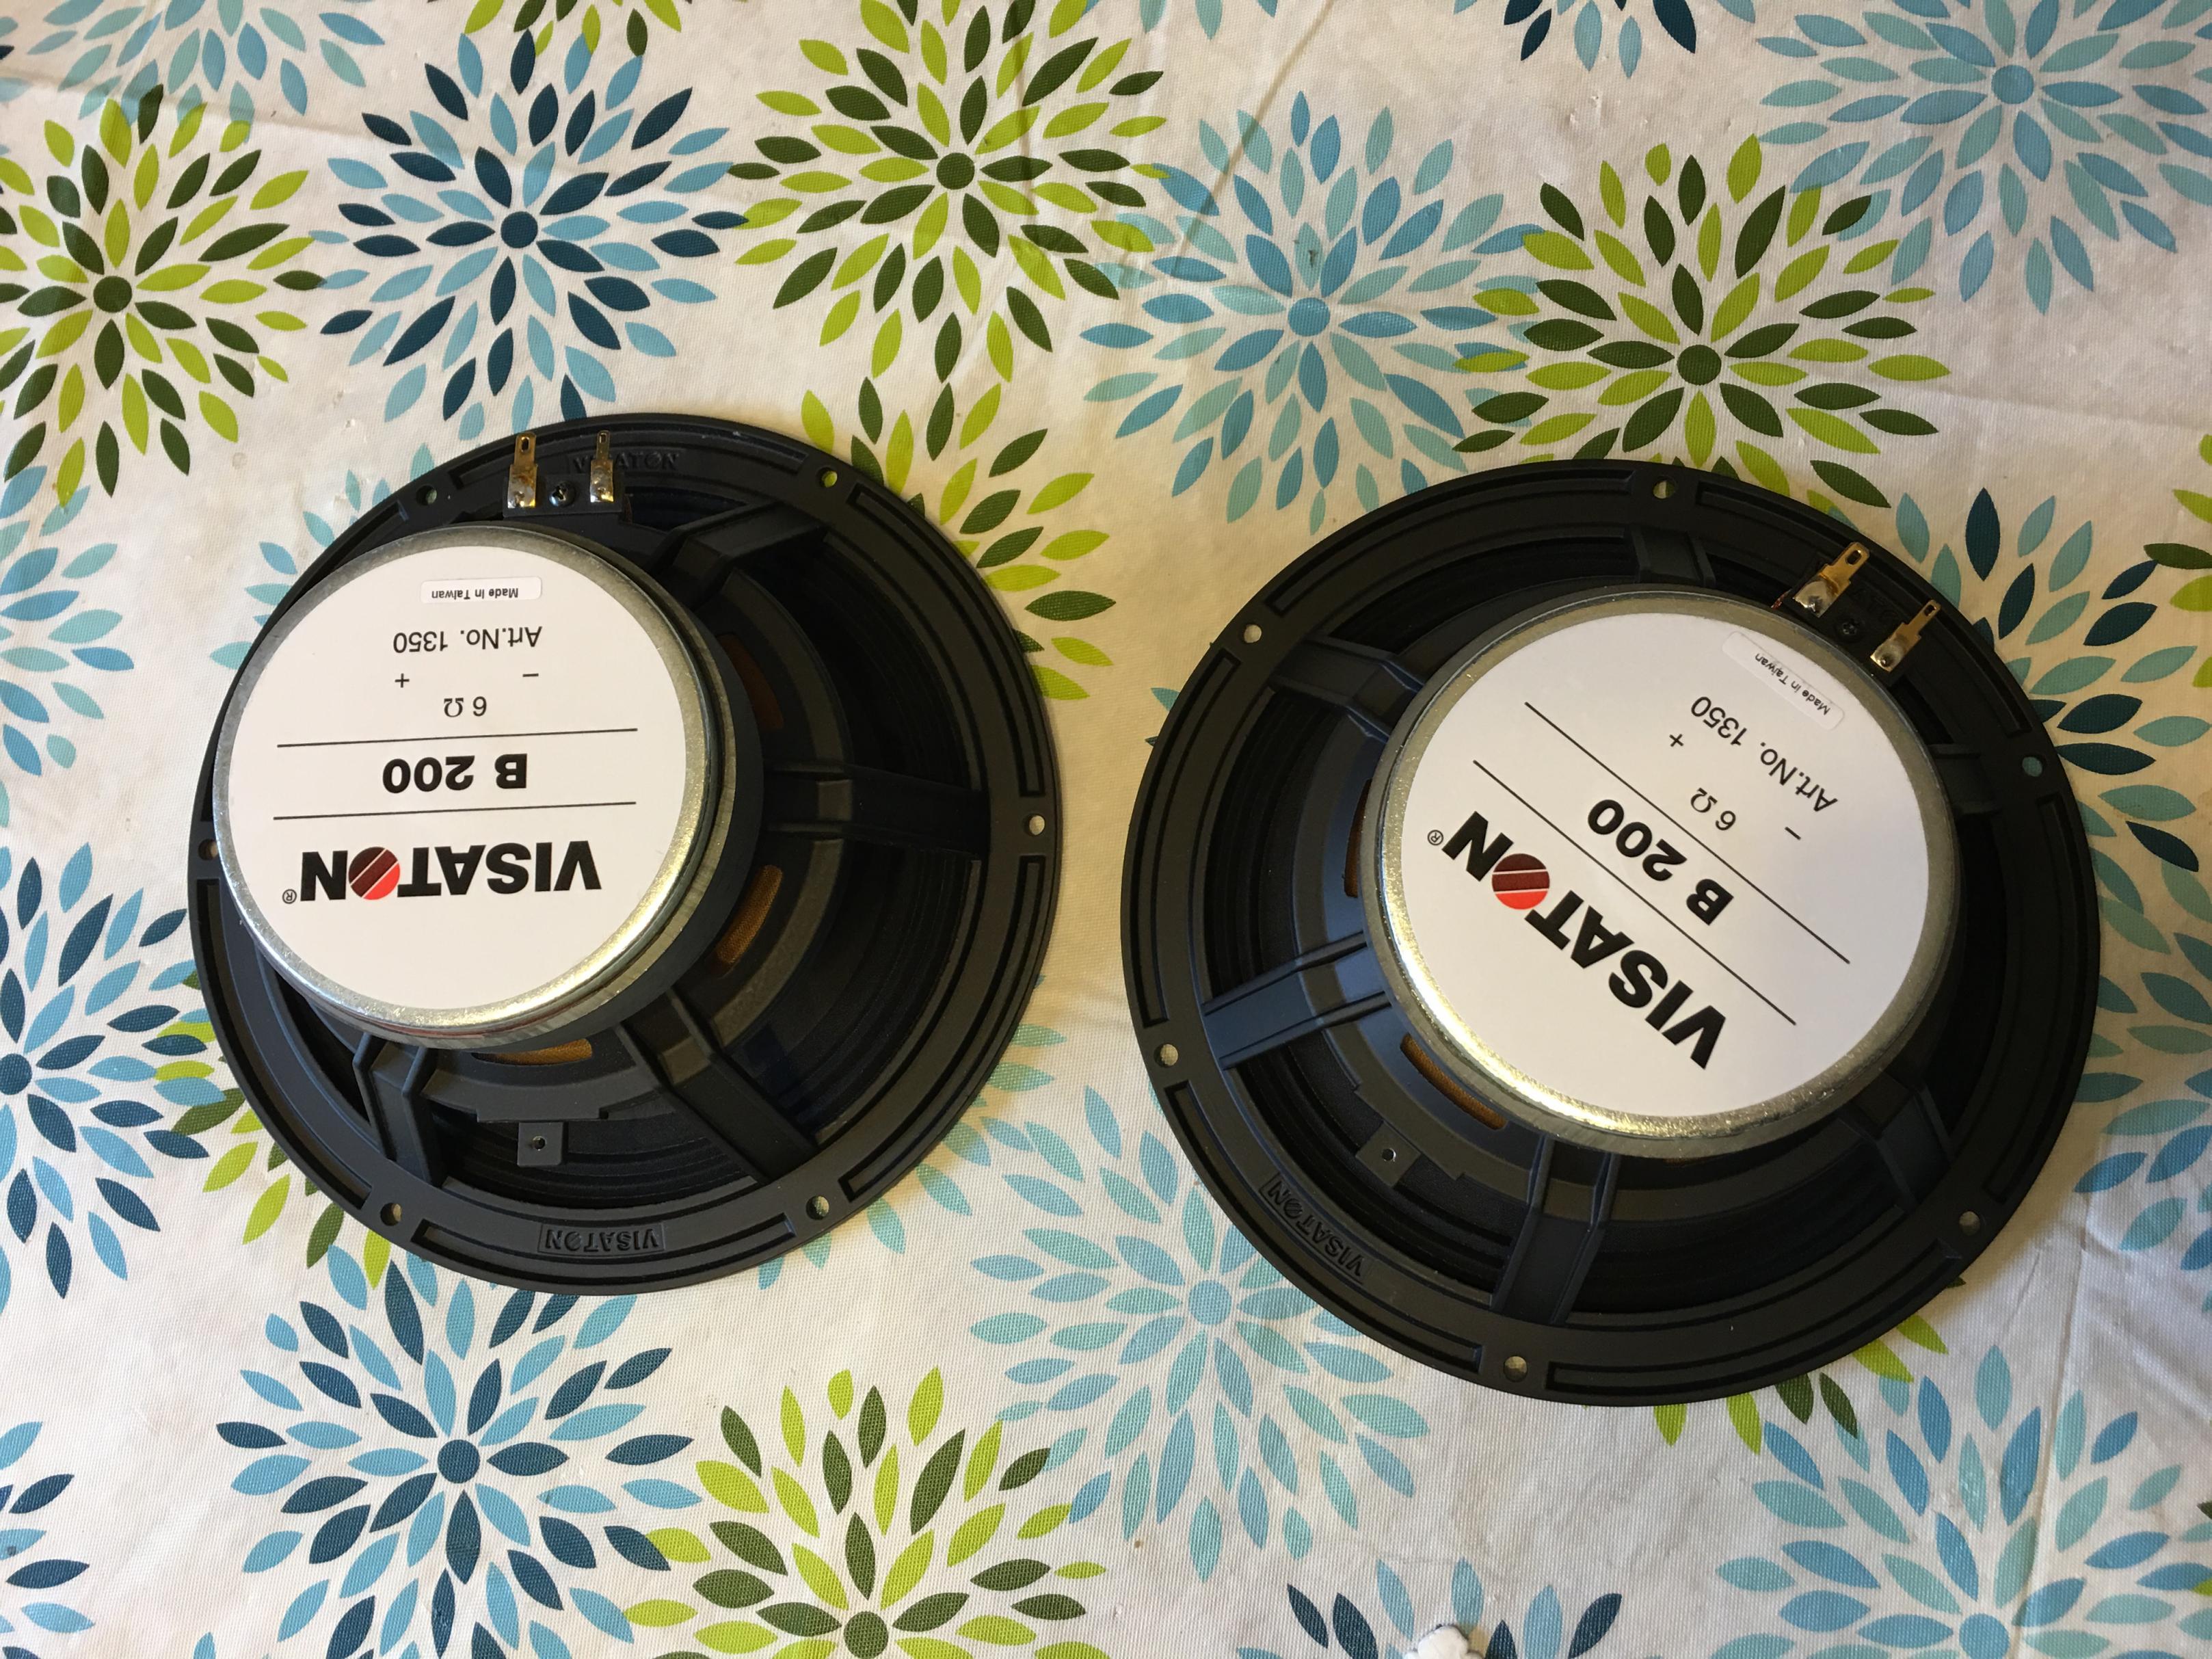 VISATON®
B 200
6 Ω
− +
Art.No. 1350
Made in Taiwan
VISATON
VISATON
VISATON®
B 200
6 Ω
− +
Art.No. 1350
Made in Taiwan
VISATON